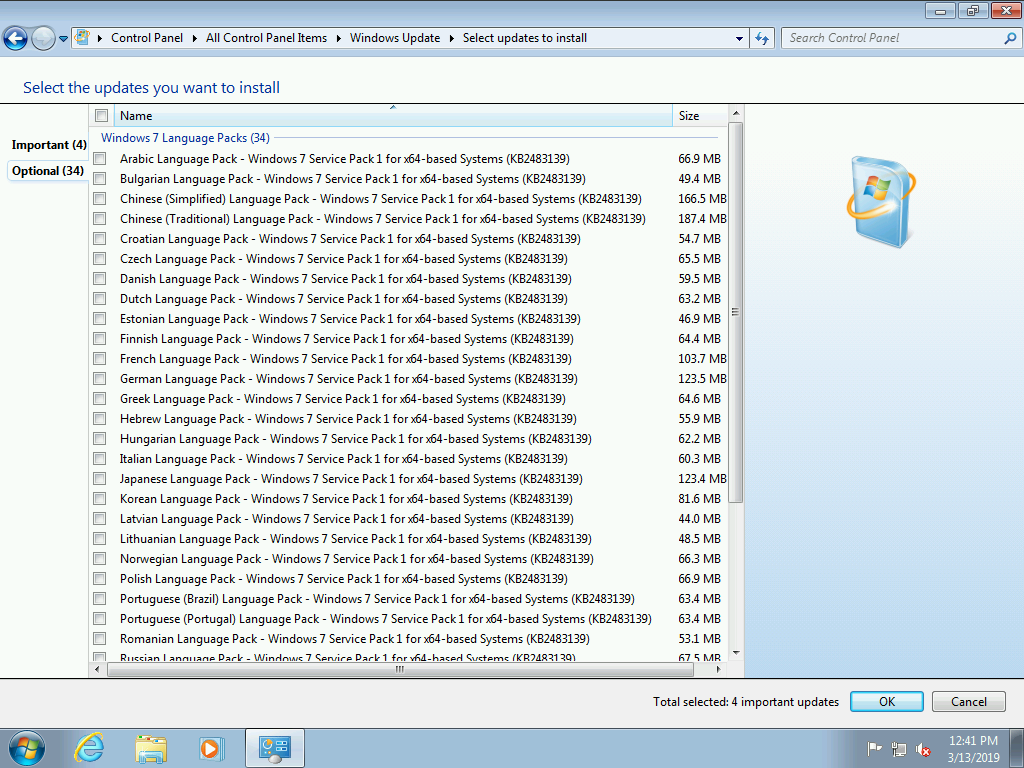 Control Panel All Control Panel Items Windows Update Select updates to install Search Control Panel
Select the updates you want to install
Name Size
Important (4)
Optional (34)
Windows 7 Language Packs (34)
Arabic Language Pack - Windows 7 Service Pack 1 for x64-based Systems (KB2483139) 66.9 MB
Bulgarian Language Pack - Windows 7 Service Pack 1 for x64-based Systems (KB2483139) 49.4 MB
Chinese (Simplified) Language Pack - Windows 7 Service Pack 1 for x64-based Systems (KB2483139) 166.5 MB
Chinese (Traditional) Language Pack - Windows 7 Service Pack 1 for x64-based Systems (KB2483139) 187.4 MB
Croatian Language Pack - Windows 7 Service Pack 1 for x64-based Systems (KB2483139) 54.7 MB
Czech Language Pack - Windows 7 Service Pack 1 for x64-based Systems (KB2483139) 65.5 MB
Danish Language Pack - Windows 7 Service Pack 1 for x64-based Systems (KB2483139) 59.5 MB
Dutch Language Pack - Windows 7 Service Pack 1 for x64-based Systems (KB2483139) 63.2 MB
Estonian Language Pack - Windows 7 Service Pack 1 for x64-based Systems (KB2483139) 46.9 MB
Finnish Language Pack - Windows 7 Service Pack 1 for x64-based Systems (KB2483139) 64.4 MB
French Language Pack - Windows 7 Service Pack 1 for x64-based Systems (KB2483139) 103.7 MB
German Language Pack - Windows 7 Service Pack 1 for x64-based Systems (KB2483139) 123.5 MB
Greek Language Pack - Windows 7 Service Pack 1 for x64-based Systems (KB2483139) 64.6 MB
Hebrew Language Pack - Windows 7 Service Pack 1 for x64-based Systems (KB2483139) 55.9 MB
Hungarian Language Pack - Windows 7 Service Pack 1 for x64-based Systems (KB2483139) 62.2 MB
Italian Language Pack - Windows 7 Service Pack 1 for x64-based Systems (KB2483139) 60.3 MB
Japanese Language Pack - Windows 7 Service Pack 1 for x64-based Systems (KB2483139) 123.4 MB
Korean Language Pack - Windows 7 Service Pack 1 for x64-based Systems (KB2483139) 81.6 MB
Latvian Language Pack - Windows 7 Service Pack 1 for x64-based Systems (KB2483139) 44.0 MB
Lithuanian Language Pack - Windows 7 Service Pack 1 for x64-based Systems (KB2483139) 48.5 MB
Norwegian Language Pack - Windows 7 Service Pack 1 for x64-based Systems (KB2483139) 66.3 MB
Polish Language Pack - Windows 7 Service Pack 1 for x64-based Systems (KB2483139) 66.9 MB
Portuguese (Brazil) Language Pack - Windows 7 Service Pack 1 for x64-based Systems (KB2483139) 63.4 MB
Portuguese (Portugal) Language Pack - Windows 7 Service Pack 1 for x64-based Systems (KB2483139) 63.4 MB
Romanian Language Pack - Windows 7 Service Pack 1 for x64-based Systems (KB2483139) 53.1 MB
Russian Language Pack - Windows 7 Service Pack 1 for x64-based Systems (KB2483139) 67.5 MB
Total selected: 4 important updates OK Cancel
12:41 PM
3/13/2019